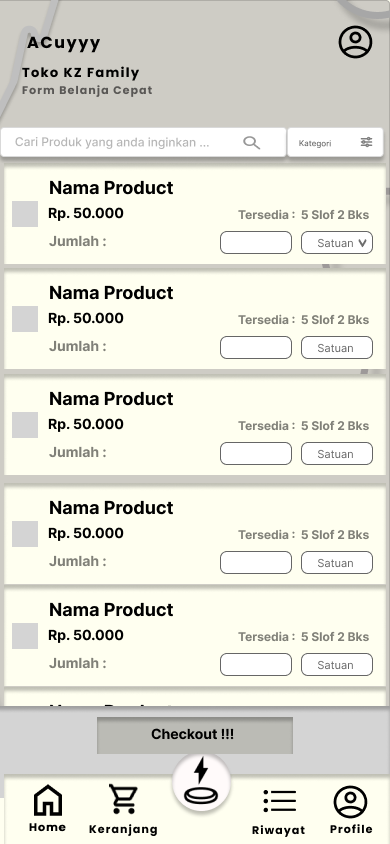 ACuyyy
Toko KZ Family
Form Belanja Cepat
Cari Produk yang anda inginkan ...
Kategori
Nama Product
Rp. 50.000
Tersedia : 5 Slof 2 Bks
Jumlah :
Satuan
Nama Product
Rp. 50.000
Tersedia : 5 Slof 2 Bks
Jumlah :
Satuan
Nama Product
Rp. 50.000
Tersedia : 5 Slof 2 Bks
Jumlah :
Satuan
Nama Product
Rp. 50.000
Tersedia : 5 Slof 2 Bks
Jumlah :
Satuan
Nama Product
Rp. 50.000
Tersedia : 5 Slof 2 Bks
Jumlah :
Satuan
Checkout !!!
Home
Keranjang
Riwayat
Profile